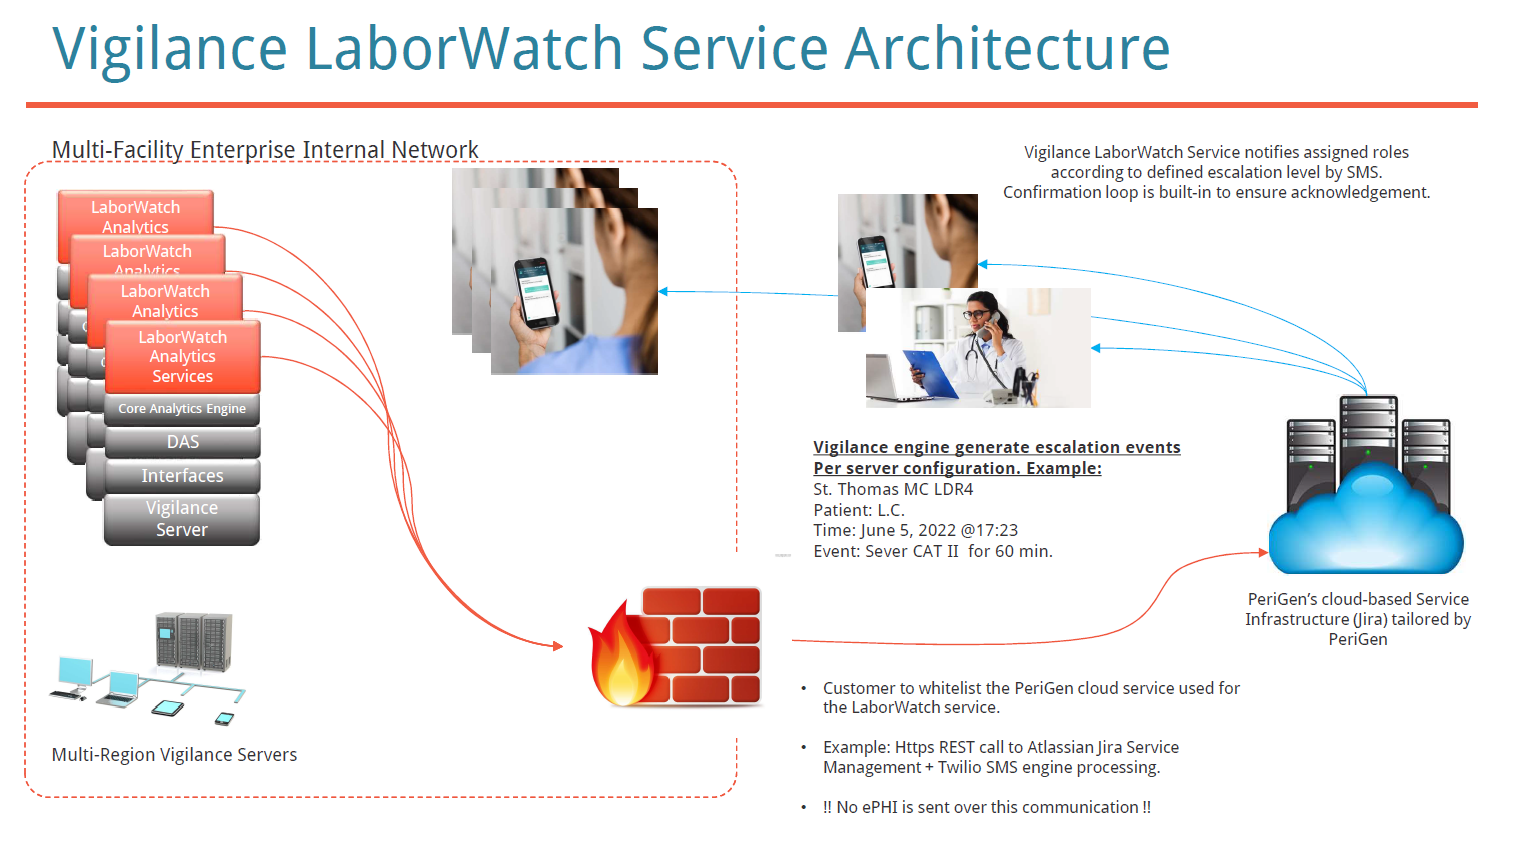 Vigilance LaborWatch Service Architecture
Multi-Facility Enterprise Internal Network
Vigilance LaborWatch Service notifies assigned roles
according to defined escalation level by SMS.
Confirmation loop is built-in to ensure acknowledgement.
LaborWatch
Analytics
LaborWatch
Analytics
LaborWatch
Analytics
LaborWatch
Analytics
Services
Core Analytics Engine
DAS
Interfaces
Vigilance
Server
Multi-Region Vigilance Servers
Vigilance engine generate escalation events
Per server configuration. Example:
St. Thomas MC LDR4
Patient: L.C.
Time: June 5, 2022 @17:23
Event: Sever CAT II for 60 min.
PeriGen’s cloud-based Service
Infrastructure (Jira) tailored by
PeriGen
• Customer to whitelist the PeriGen cloud service used for
the LaborWatch service.
• Example: Https REST call to Atlassian Jira Service
Management + Twilio SMS engine processing.
• !! No ePHI is sent over this communication !!